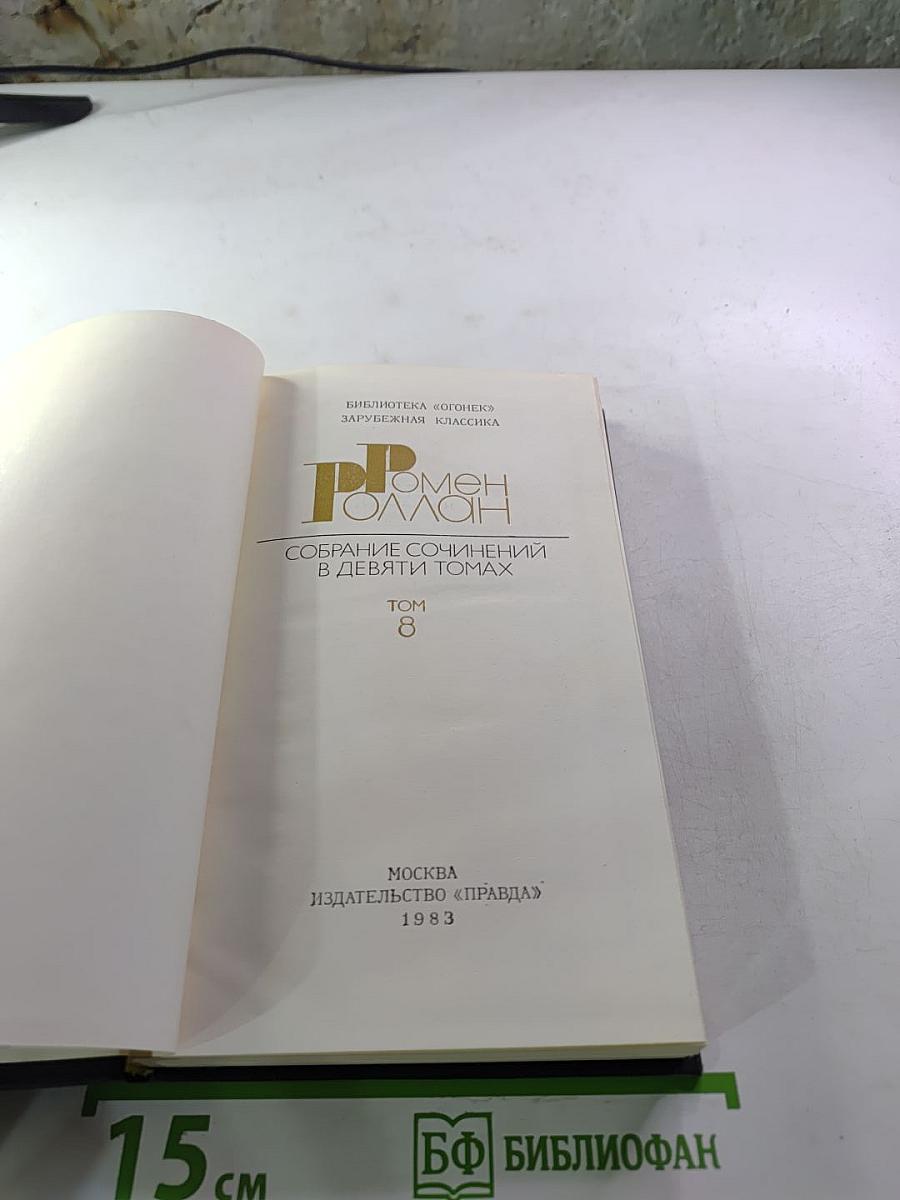 БИБЛИОТЕКА «ОГОНЕК»
ЗАРУБЕЖНАЯ КЛАССИКА
Ромен
Роллан
СОБРАНИЕ СОЧИНЕНИЙ
В ДЕВЯТИ ТОМАХ
ТОМ
8
МОСКВА
ИЗДАТЕЛЬСТВО «ПРАВДА»
1983
15 см
БФ БИБЛИОФАН